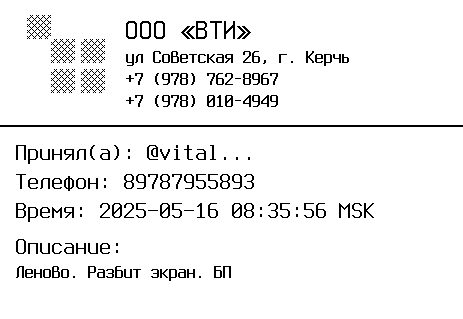 ООО «ВТИ»
ул Советская 26, г. Керчь
+7 (978) 762-8967
+7 (978) 010-4949
Принял(а): @vital...
Телефон: 89787955893
Время: 2025-05-16 08:35:56 MSK
Описание:
Леново. Разбит экран. БП